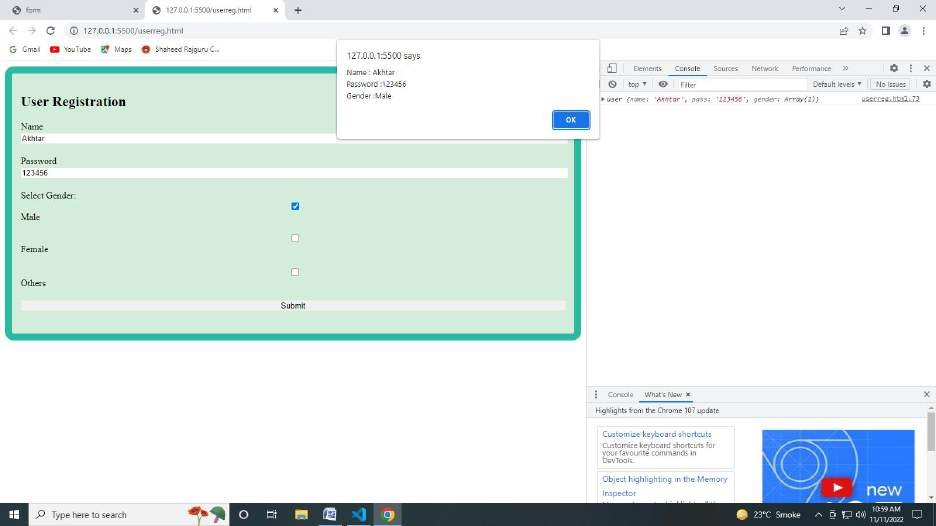 form
127.0.0.1:5500/userreg.html
127.0.0.1:5500/userreg.html
Gmail
YouTube
Maps
Shaheed Rajguru C...
127.0.0.1:5500 says
Name : Akhtar
Password :123456
Gender :Male
OK
User Registration
Name
Akhtar
Password
123456
Select Gender:
Male
Female
Others
Submit
Elements
Console
Sources
Network
Performance
»
top
Filter
Default levels
No Issues
user {name: 'Akhtar', pass: '123456', gender: Array(1)}
userreg.html:73
Console
What's New
Highlights from the Chrome 107 update
Customize keyboard shortcuts
Customize keyboard shortcuts for
your favourite commands in
DevTools.
Object highlighting in the Memory
Inspector
new
Type here to search
23°C Smoke
10:59 AM
11/11/2022